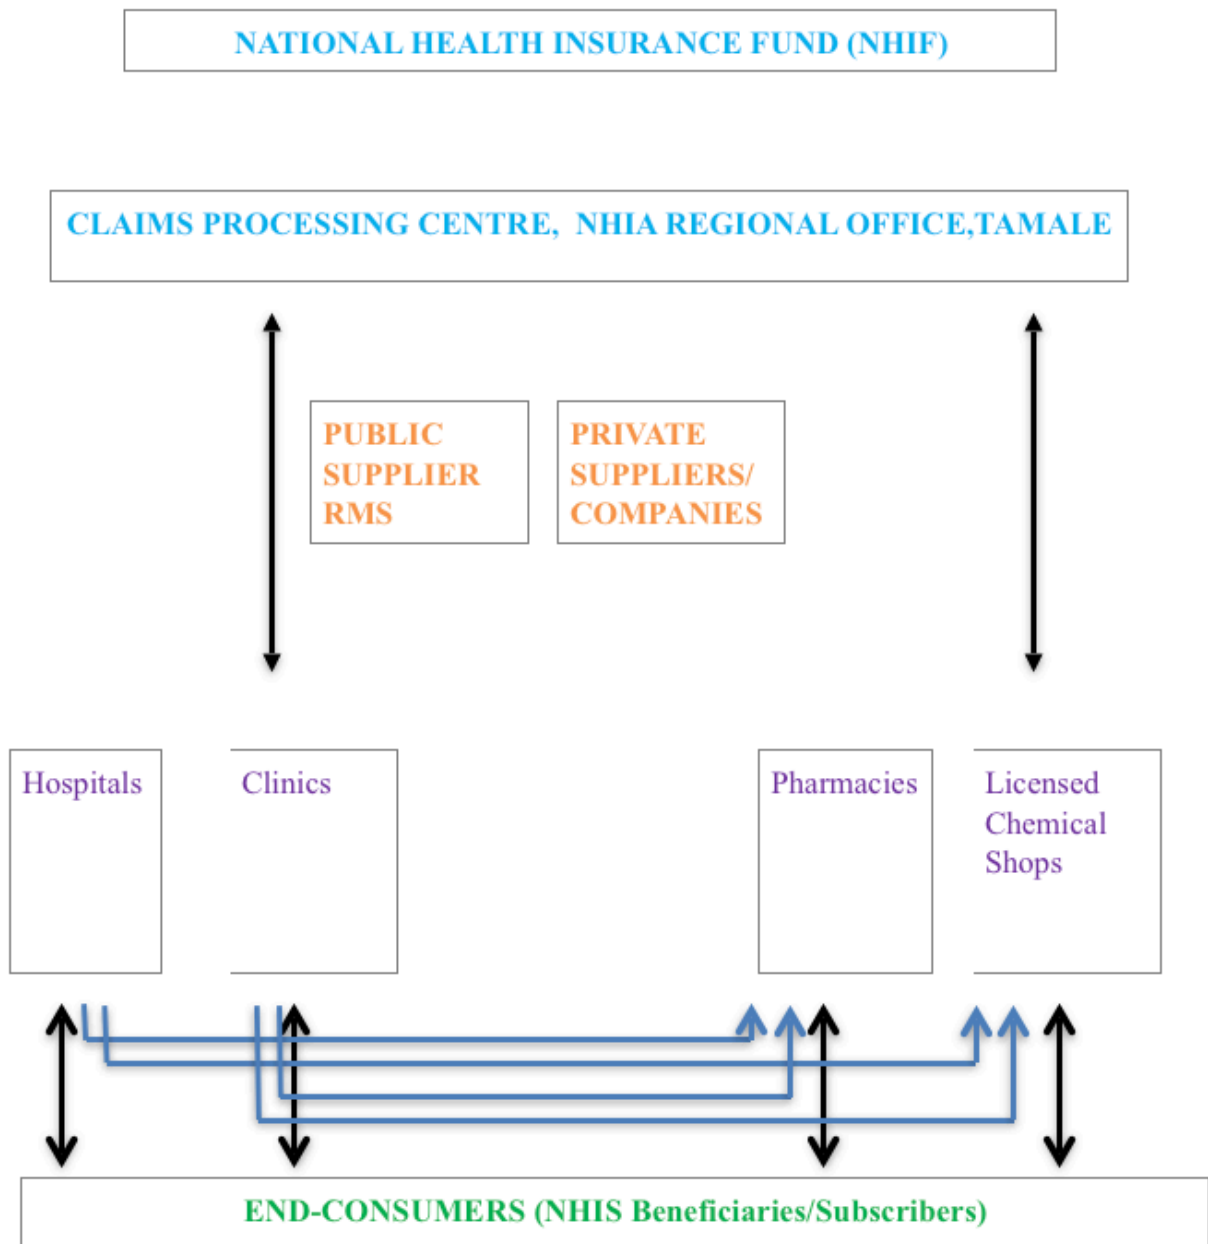 NATIONAL HEALTH INSURANCE FUND (NHIF)
CLAIMS PROCESSING CENTRE, NHIA REGIONAL OFFICE,TAMALE
PUBLIC
SUPPLIER
RMS
PRIVATE
SUPPLIERS/
COMPANIES
Hospitals
Clinics
Pharmacies
Licensed
Chemical
Shops
END-CONSUMERS (NHIS Beneficiaries/Subscribers)